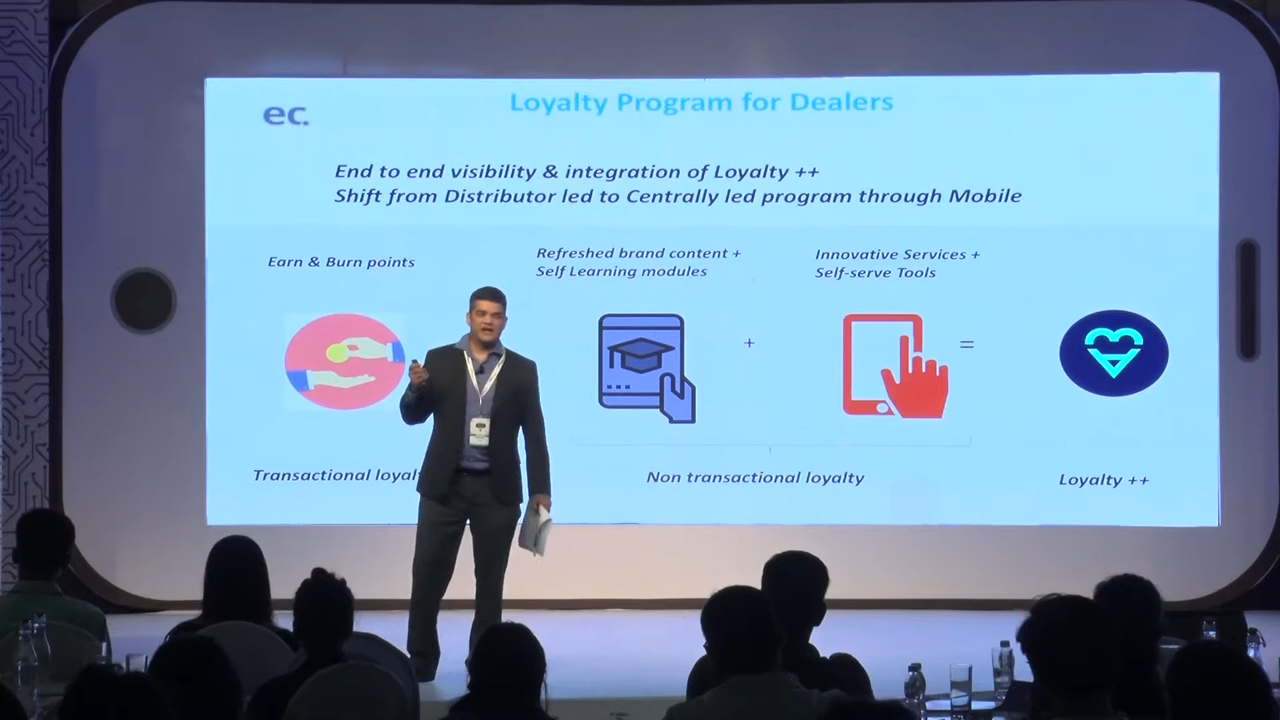 ec.
Loyalty Program for Dealers
End to end visibility & integration of Loyalty ++
Shift from Distributor led to Centrally led program through Mobile
Earn & Burn points
Refreshed brand content +
Self Learning modules
Innovative Services +
Self-serve Tools
+
=
Transactional loyalt
Non transactional loyalty
Loyalty ++